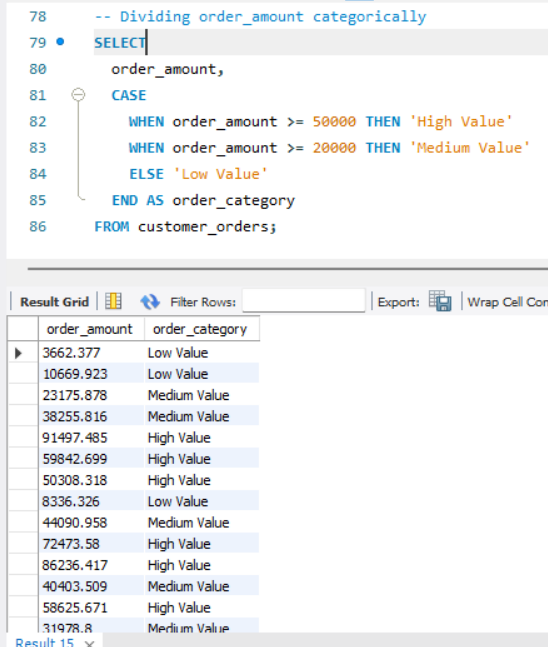 78 -- Dividing order_amount categorically
79 SELECT
80 order_amount,
81 CASE
82 WHEN order_amount >= 50000 THEN 'High Value'
83 WHEN order_amount >= 20000 THEN 'Medium Value'
84 ELSE 'Low Value'
85 END AS order_category
86 FROM customer_orders;
Result Grid Filter Rows: Export: Wrap Cell Con
order_amount order_category
3662.377 Low Value
10669.923 Low Value
23175.878 Medium Value
38255.816 Medium Value
91497.485 High Value
59842.699 High Value
50308.318 High Value
8336.326 Low Value
44090.958 Medium Value
72473.58 High Value
86236.417 High Value
40403.509 Medium Value
58625.671 High Value
31978.8 Medium Value
Result 15 ×